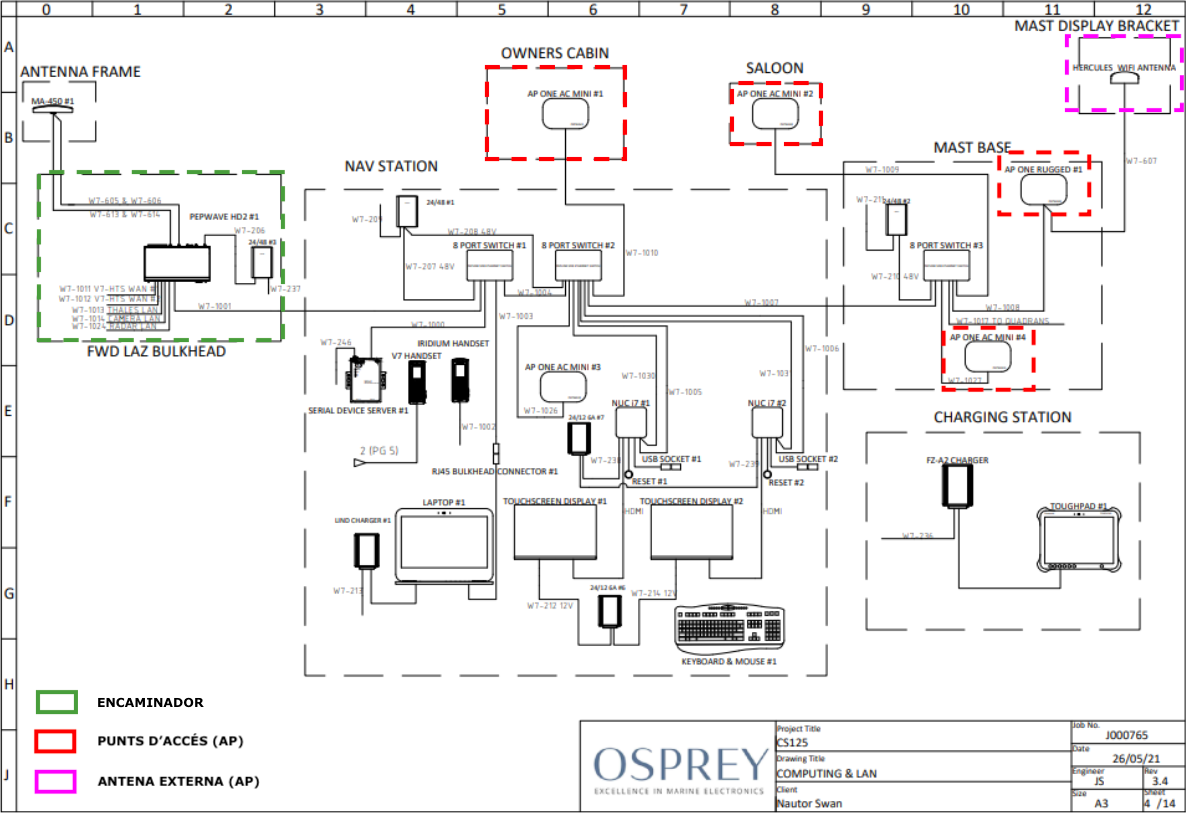 0 1 2 3 4 5 6 7 8 9 10 11 12
A
B
C
D
E
F
G
H
J
MAST DISPLAY BRACKET
OWNERS CABIN
SALOON
ANTENNA FRAME
HERCULES WIFI ANTENNA
MA-450 #1
AP ONE AC MINI #1
AP ONE AC MINI #2
NAV STATION
MAST BASE
W7-607
W7-1009
AP ONE RUGGED #1
W7-605 & W7-606
W7-613 & W7-614
PEPWAVE HD2 #1
W7-206
24/48 #3
W7-237
W7-1011 V7-HTS WAN #
W7-1012 V7-HTS WAN #
W7-1013 THALES LAN
W7-1014 CAMERA LAN
W7-1024 RADAR LAN
W7-1001
FWD LAZ BULKHEAD
24/48 #1
W7-208 48V
8 PORT SWITCH #1
8 PORT SWITCH #2
W7-1010
W7-207 48V
W7-1004
W7-1003
W7-1007
W7-1000
W7-1006
24/48 #2
8 PORT SWITCH #3
W7-210 48V
W7-1008
W7-1017 TO QUADRANS
AP ONE AC MINI #4
W7-1027
W7-246
IRIDIUM HANDSET
V7 HANDSET
SERIAL DEVICE SERVER #1
AP ONE AC MINI #3
W7-1026
W7-1030
W7-1005
W7-1031
NUC i7 #1
NUC i7 #2
24/12 6A #7
W7-1002
2 (PG 5)
W7-238
W7-239
USB SOCKET #1
USB SOCKET #2
RESET #1
RESET #2
RJ45 BULKHEAD CONNECTOR #1
CHARGING STATION
FZ-A2 CHARGER
TOUGHPAD #1
W7-236
LAPTOP #1
LIND CHARGER #1
TOUCHSCREEN DISPLAY #1
TOUCHSCREEN DISPLAY #2
HDMI
HDMI
W7-213
W7-212 12V
24/12 6A #6
W7-214 12V
KEYBOARD & MOUSE #1
ENCAMINADOR
PUNTS D'ACCÉS (AP)
ANTENA EXTERNA (AP)
OSPREY
EXCELLENCE IN MARINE ELECTRONICS
Project Title
CS125
Drawing Title
COMPUTING & LAN
Client
Nautor Swan
Job No.
J000765
Date
26/05/21
Engineer
JS
Rev
3.4
Size
A3
Sheet
4 /14